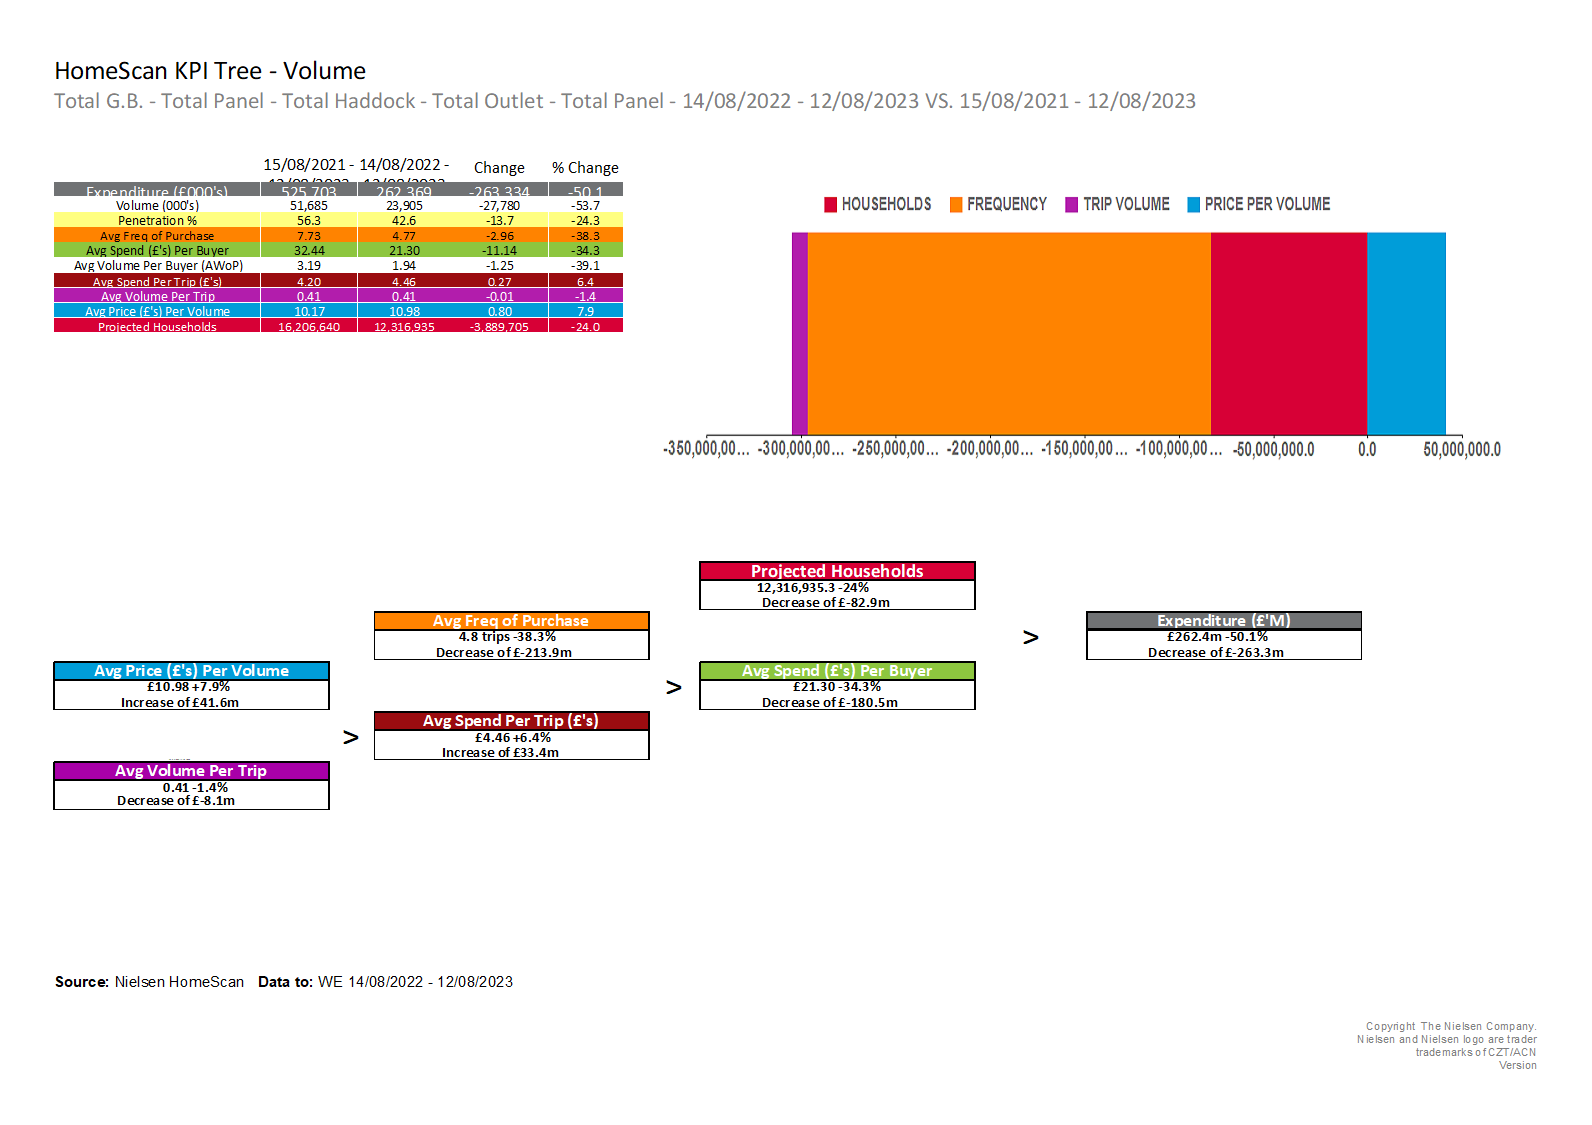 HomeScan KPI Tree - Volume
Total G.B. - Total Panel - Total Haddock - Total Outlet - Total Panel - 14/08/2022 - 12/08/2023 VS. 15/08/2021 - 12/08/2023
15/08/2021 - 14/08/2022 - Change % Change
12/08/2023 12/08/2023
Expenditure (£000's) 525,703 262,369 -263,334 -50.1
Volume (000's) 51,685 23,905 -27,780 -53.7
Penetration % 56.3 42.6 -13.7 -24.3
Avg Freq of Purchase 7.73 4.77 -2.96 -38.3
Avg Spend (£'s) Per Buyer 32.44 21.30 -11.14 -34.3
Avg Volume Per Buyer (AWoP) 3.19 1.94 -1.25 -39.1
Avg Spend Per Trip (£'s) 4.20 4.46 0.27 6.4
Avg Volume Per Trip 0.41 0.41 -0.01 -1.4
Avg Price (£'s) Per Volume 10.17 10.98 0.80 7.9
Projected Households 16,206,640 12,316,935 -3,889,705 -24.0
HOUSEHOLDS FREQUENCY TRIP VOLUME PRICE PER VOLUME
-350,000,00... -300,000,00... -250,000,00... -200,000,00... -150,000,00... -100,000,00... -50,000,000.0 0.0 50,000,000.0
Projected Households
12,316,935.3 -24%
Decrease of £-82.9m
Avg Freq of Purchase
4.8 trips -38.3%
Decrease of £-213.9m
>
Expenditure (£'M)
£262.4m -50.1%
Decrease of £-263.3m
Avg Price (£'s) Per Volume
£10.98 +7.9%
Increase of £41.6m
>
Avg Spend (£'s) Per Buyer
£21.30 -34.3%
Decrease of £-180.5m
>
Avg Spend Per Trip (£'s)
£4.46 +6.4%
Increase of £33.4m
Avg Volume Per Trip
0.41 -1.4%
Decrease of £-8.1m
Source: Nielsen HomeScan Data to: WE 14/08/2022 - 12/08/2023
Copyright The Nielsen Company.
Nielsen and Nielsen logo are trader
trademarks of CZT/ACN
Version